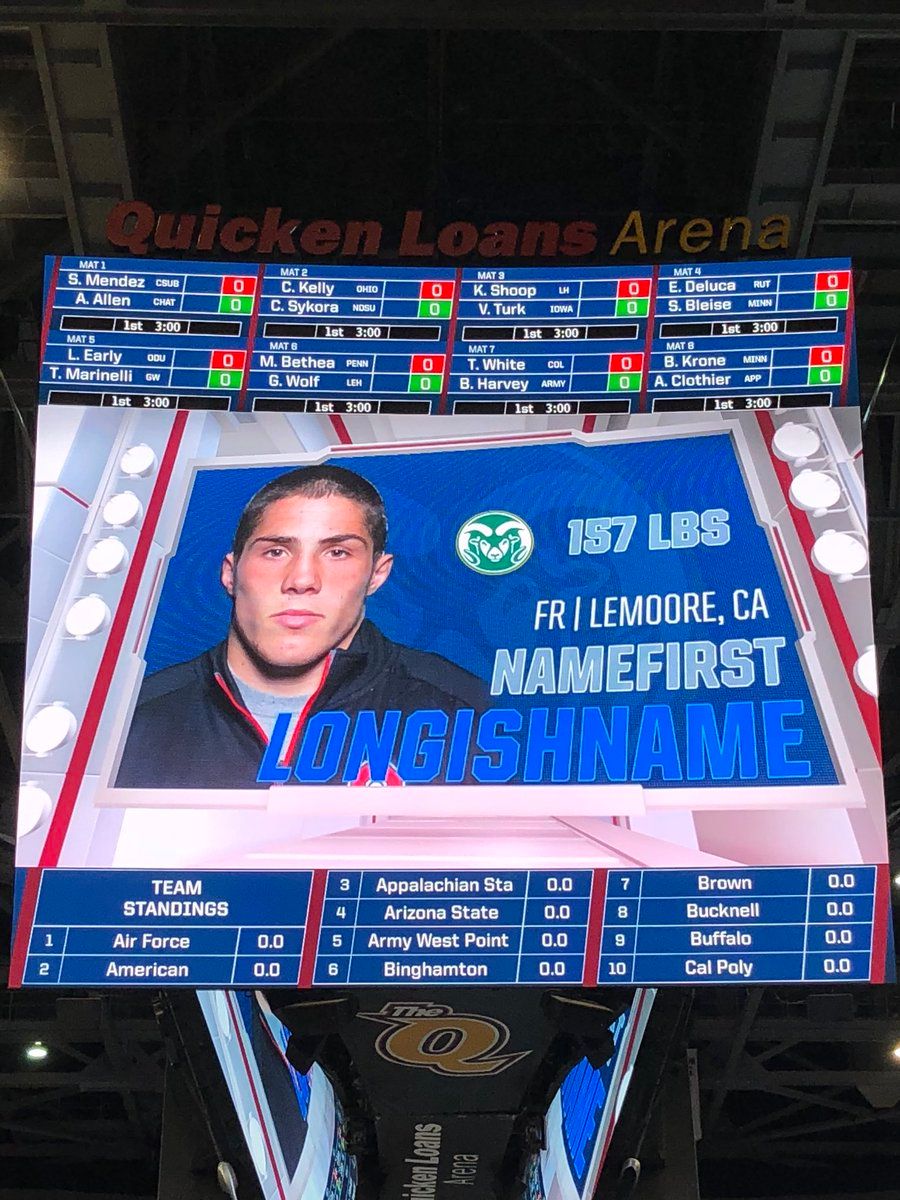 Quicken Loans Arena
MAT 1
S. Mendez CSUB 0
A. Allen CHAT 0
1st 3:00
MAT 2
C. Kelly OHIO 0
C. Sykora NDSU 0
1st 3:00
MAT 3
K. Shoop LH 0
V. Turk IOWA 0
1st 3:00
MAT 4
E. Deluca RUT 0
S. Bleise MINN 0
1st 3:00
MAT 5
L. Early ODU 0
T. Marinelli GW 0
1st 3:00
MAT 6
M. Bethea PENN 0
G. Wolf LEH 0
1st 3:00
MAT 7
T. White COL 0
B. Harvey ARMY 0
1st 3:00
MAT 8
B. Krone MINN 0
A. Clothier APP 0
1st 3:00
157 LBS
FR | LEMOORE, CA
NAMEFIRST
LONGISHNAME
TEAM
STANDINGS
1 Air Force 0.0
2 American 0.0
3 Appalachian Sta 0.0
4 Arizona State 0.0
5 Army West Point 0.0
6 Binghamton 0.0
7 Brown 0.0
8 Bucknell 0.0
9 Buffalo 0.0
10 Cal Poly 0.0
The
Q
Loans
Arena